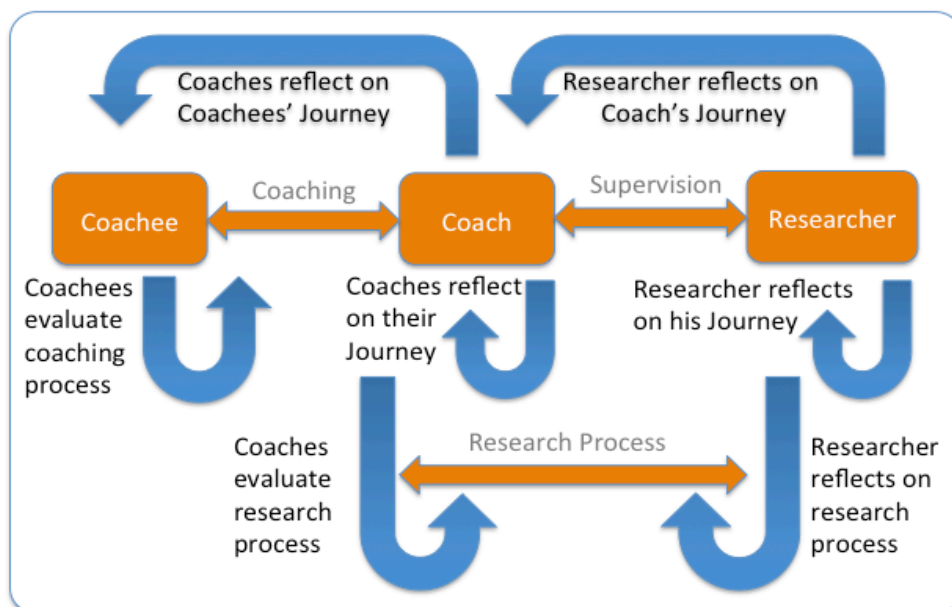 Coaches reflect on
Coachees’ Journey
Researcher reflects on
Coach’s Journey
Coachee
Coaching
Coach
Supervision
Researcher
Coachees
evaluate
coaching
process
Coaches reflect
on their
Journey
Researcher reflects
on his Journey
Coaches
evaluate
research
process
Research Process
Researcher
reflects on
research
process